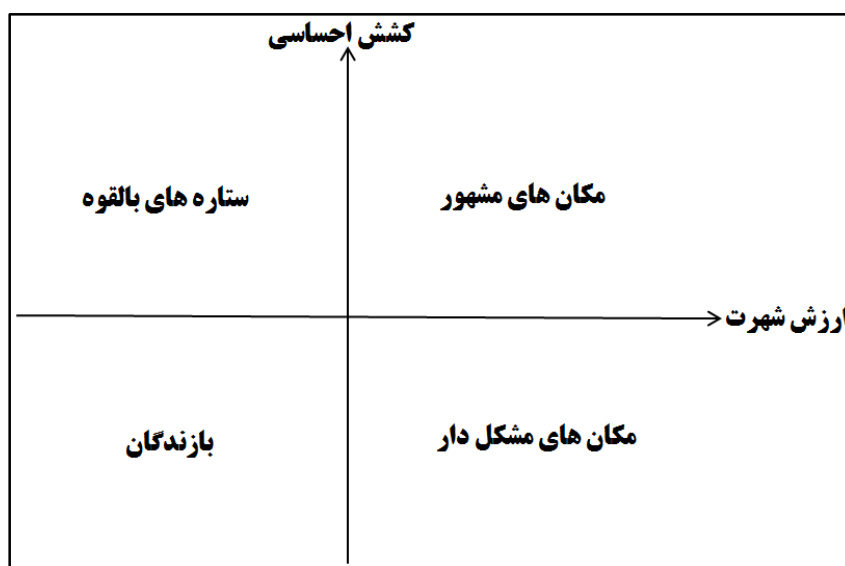 کشش احساسی
مکان های مشهور
ستاره های بالقوه
ارزش شهرت
مکان های مشکل دار
بازندگان